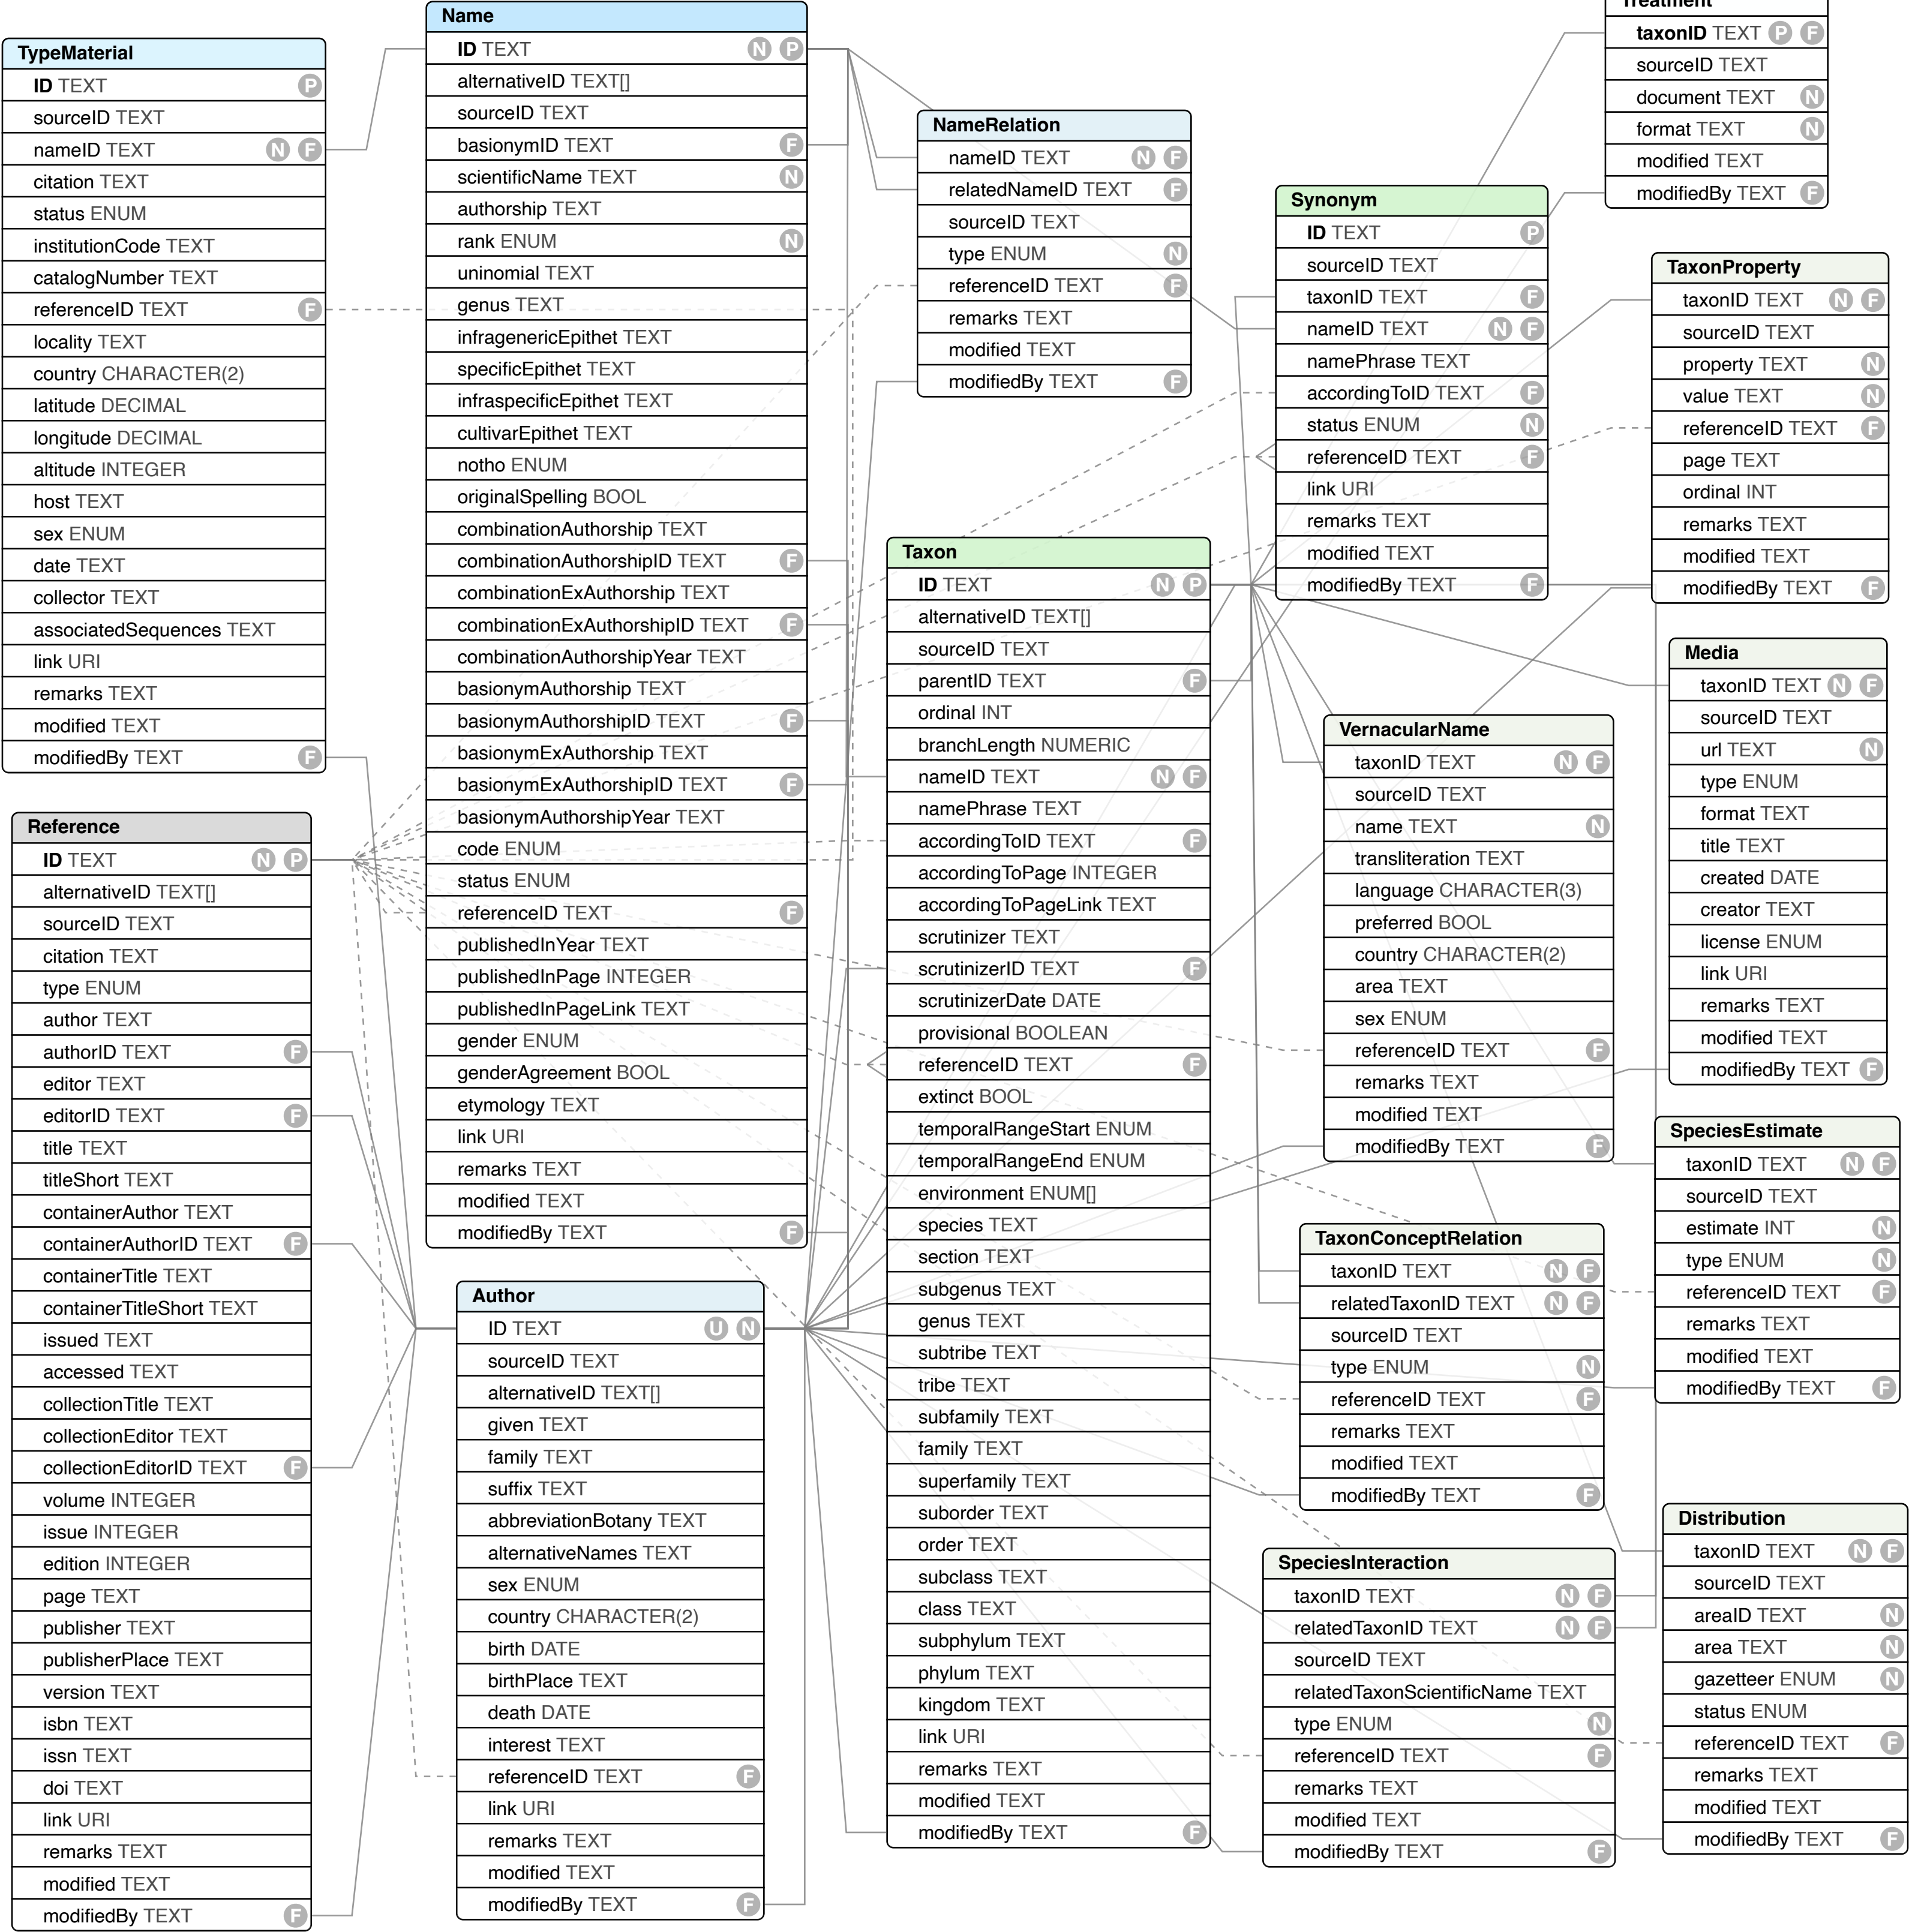 TypeMaterial
ID TEXT P
sourceID TEXT
nameID TEXT N F
citation TEXT
status ENUM
institutionCode TEXT
catalogNumber TEXT
referenceID TEXT F
locality TEXT
country CHARACTER(2)
latitude DECIMAL
longitude DECIMAL
altitude INTEGER
host TEXT
sex ENUM
date TEXT
collector TEXT
associatedSequences TEXT
link URI
remarks TEXT
modified TEXT
modifiedBy TEXT F
Reference
ID TEXT N P
alternativeID TEXT[]
sourceID TEXT
citation TEXT
type ENUM
author TEXT
authorID TEXT F
editor TEXT
editorID TEXT F
title TEXT
titleShort TEXT
containerAuthor TEXT
containerAuthorID TEXT F
containerTitle TEXT
containerTitleShort TEXT
issued TEXT
accessed TEXT
collectionTitle TEXT
collectionEditor TEXT
collectionEditorID TEXT F
volume INTEGER
issue INTEGER
edition INTEGER
page TEXT
publisher TEXT
publisherPlace TEXT
version TEXT
isbn TEXT
issn TEXT
doi TEXT
link URI
remarks TEXT
modified TEXT
modifiedBy TEXT F
Name
ID TEXT N P
alternativeID TEXT[]
sourceID TEXT
basionymID TEXT F
scientificName TEXT N
authorship TEXT
rank ENUM N
uninomial TEXT
genus TEXT
infragenericEpithet TEXT
specificEpithet TEXT
infraspecificEpithet TEXT
cultivarEpithet TEXT
notho ENUM
originalSpelling BOOL
combinationAuthorship TEXT
combinationAuthorshipID TEXT F
combinationExAuthorship TEXT
combinationExAuthorshipID TEXT F
combinationAuthorshipYear TEXT
basionymAuthorship TEXT
basionymAuthorshipID TEXT F
basionymExAuthorship TEXT
basionymExAuthorshipID TEXT F
basionymAuthorshipYear TEXT
code ENUM
status ENUM
referenceID TEXT F
publishedInYear TEXT
publishedInPage INTEGER
publishedInPageLink TEXT
gender ENUM
genderAgreement BOOL
etymology TEXT
link URI
remarks TEXT
modified TEXT
modifiedBy TEXT F
Author
ID TEXT U N
sourceID TEXT
alternativeID TEXT[]
given TEXT
family TEXT
suffix TEXT
abbreviationBotany TEXT
alternativeNames TEXT
sex ENUM
country CHARACTER(2)
birth DATE
birthPlace TEXT
death DATE
interest TEXT
referenceID TEXT F
link URI
remarks TEXT
modified TEXT
modifiedBy TEXT F
NameRelation
nameID TEXT N F
relatedNameID TEXT F
sourceID TEXT
type ENUM N
referenceID TEXT F
remarks TEXT
modified TEXT
modifiedBy TEXT F
Taxon
ID TEXT N P
alternativeID TEXT[]
sourceID TEXT
parentID TEXT F
ordinal INT
branchLength NUMERIC
nameID TEXT N F
namePhrase TEXT
accordingToID TEXT F
accordingToPage INTEGER
accordingToPageLink TEXT
scrutinizer TEXT
scrutinizerID TEXT F
scrutinizerDate DATE
provisional BOOLEAN
referenceID TEXT F
extinct BOOL
temporalRangeStart ENUM
temporalRangeEnd ENUM
environment ENUM[]
species TEXT
section TEXT
subgenus TEXT
genus TEXT
subtribe TEXT
tribe TEXT
subfamily TEXT
family TEXT
superfamily TEXT
suborder TEXT
order TEXT
subclass TEXT
class TEXT
subphylum TEXT
phylum TEXT
kingdom TEXT
link URI
remarks TEXT
modified TEXT
modifiedBy TEXT F
Synonym
ID TEXT P
sourceID TEXT
taxonID TEXT F
nameID TEXT N F
namePhrase TEXT
accordingToID TEXT F
status ENUM N
referenceID TEXT F
link URI
remarks TEXT
modified TEXT
modifiedBy TEXT F
VernacularName
taxonID TEXT N F
sourceID TEXT
name TEXT N
transliteration TEXT
language CHARACTER(3)
preferred BOOL
country CHARACTER(2)
area TEXT
sex ENUM
referenceID TEXT F
remarks TEXT
modified TEXT
modifiedBy TEXT F
TaxonConceptRelation
taxonID TEXT N F
relatedTaxonID TEXT N F
sourceID TEXT
type ENUM N
referenceID TEXT F
remarks TEXT
modified TEXT
modifiedBy TEXT F
SpeciesInteraction
taxonID TEXT N F
relatedTaxonID TEXT N F
sourceID TEXT
relatedTaxonScientificName TEXT
type ENUM N
referenceID TEXT F
remarks TEXT
modified TEXT
modifiedBy TEXT F
Treatment
taxonID TEXT P F
sourceID TEXT
document TEXT N
format TEXT N
modified TEXT
modifiedBy TEXT F
TaxonProperty
taxonID TEXT N F
sourceID TEXT
property TEXT N
value TEXT N
referenceID TEXT F
page TEXT
ordinal INT
remarks TEXT
modified TEXT
modifiedBy TEXT F
Media
taxonID TEXT N F
sourceID TEXT
url TEXT N
type ENUM
format TEXT
title TEXT
created DATE
creator TEXT
license ENUM
link URI
remarks TEXT
modified TEXT
modifiedBy TEXT F
SpeciesEstimate
taxonID TEXT N F
sourceID TEXT
estimate INT N
type ENUM N
referenceID TEXT F
remarks TEXT
modified TEXT
modifiedBy TEXT F
Distribution
taxonID TEXT N F
sourceID TEXT
areaID TEXT N
area TEXT N
gazetteer ENUM N
status ENUM
referenceID TEXT F
remarks TEXT
modified TEXT
modifiedBy TEXT F